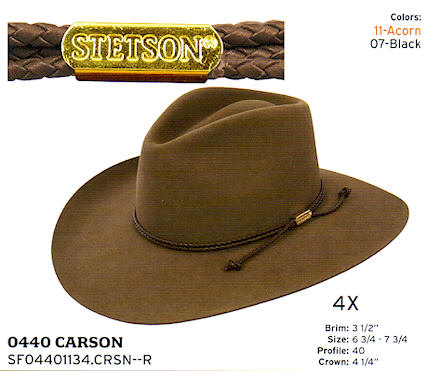 STETSON®
Colors:
11-Acorn
07-Black
4X
0440 CARSON
SF04401134.CRSN--R
Brim: 3 1/2"
Size: 6 3/4 - 7 3/4
Profile: 40
Crown: 4 1/4"